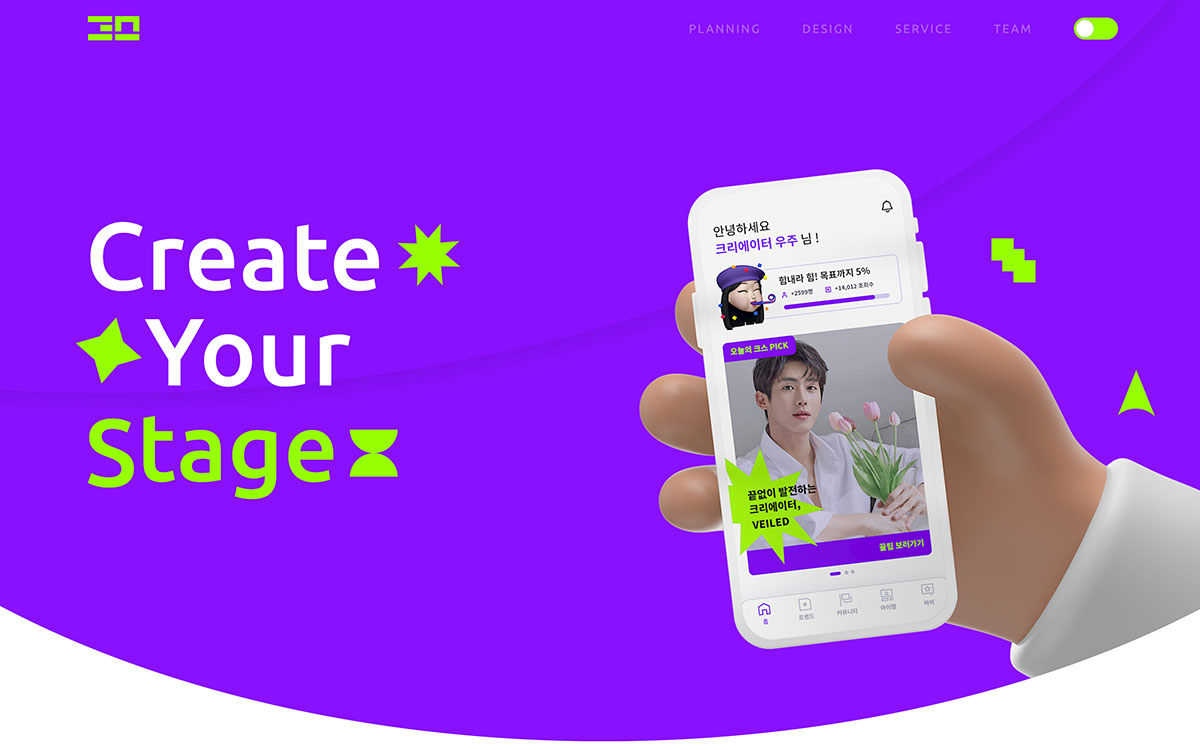 PLANNING DESIGN SERVICE TEAM
Create
Your
Stage
안녕하세요
크리에이터 우주 님 !
힘내라 힘! 목표까지 5%
+2599명 +14,012 조회수
오늘의 크스 PICK
끝없이 발전하는
크리에이터,
VEILED
꿀팁 보러가기
홈 트렌드 커뮤니티 아이템 마이